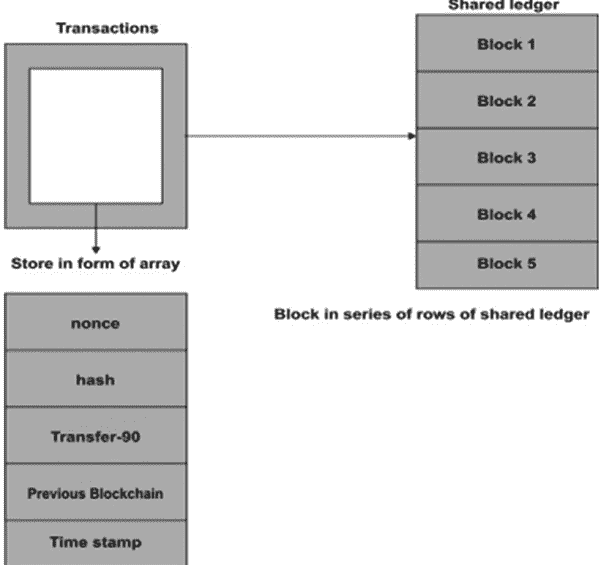 Shared ledger
Transactions
Block 1
Block 2
Block 3
Block 4
Block 5
Store in form of array
Block in series of rows of shared ledger
nonce
hash
Transfer-90
Previous Blockchain
Time stamp